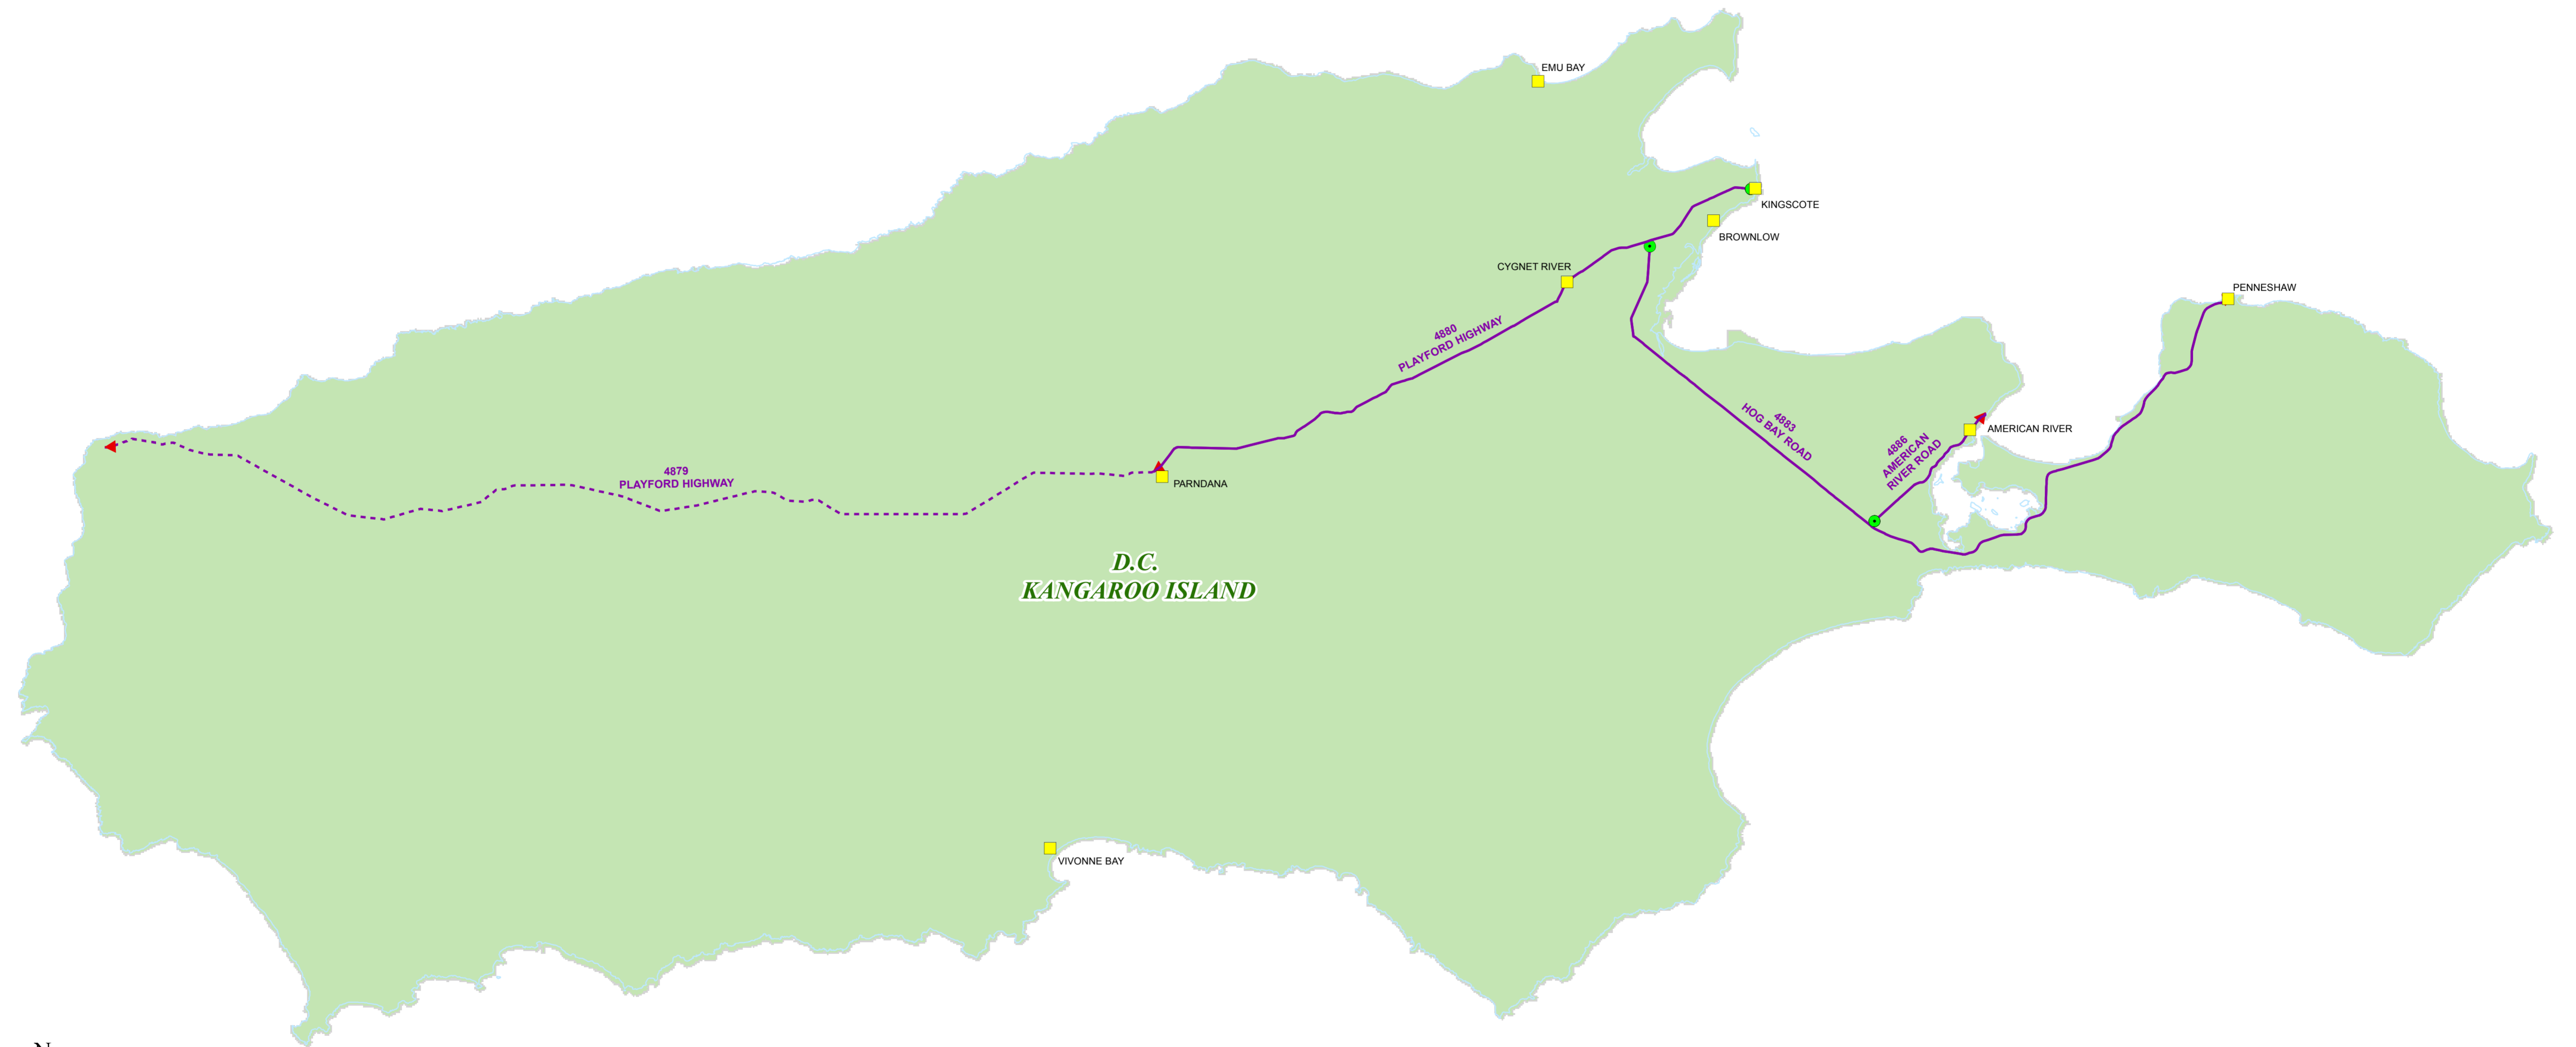 EMU BAY
KINGSCOTE
BROWNLOW
CYGNET RIVER
PENNESHAW
4880
PLAYFORD HIGHWAY
4883
HOG BAY ROAD
4886
AMERICAN
RIVER ROAD
AMERICAN RIVER
4879
PLAYFORD HIGHWAY
PARNDANA
D.C.
KANGAROO ISLAND
VIVONNE BAY
N